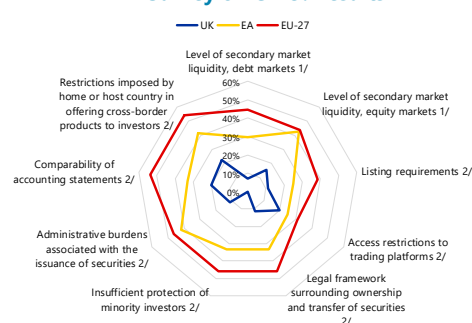 UK EA EU-27
Level of secondary market
liquidity, debt markets 1/
60%
50%
40%
30%
20%
10%
0%
Level of secondary market
liquidity, equity markets 1/
Listing requirements 2/
Access restrictions to
trading platforms 2/
Legal framework
surrounding ownership
and transfer of securities
2/
Insufficient protection of
minority investors 2/
Administrative burdens
associated with the
issuance of securities 2/
Comparability of
accounting statements 2/
Restrictions imposed by
home or host country in
offering cross-border
products to investors 2/